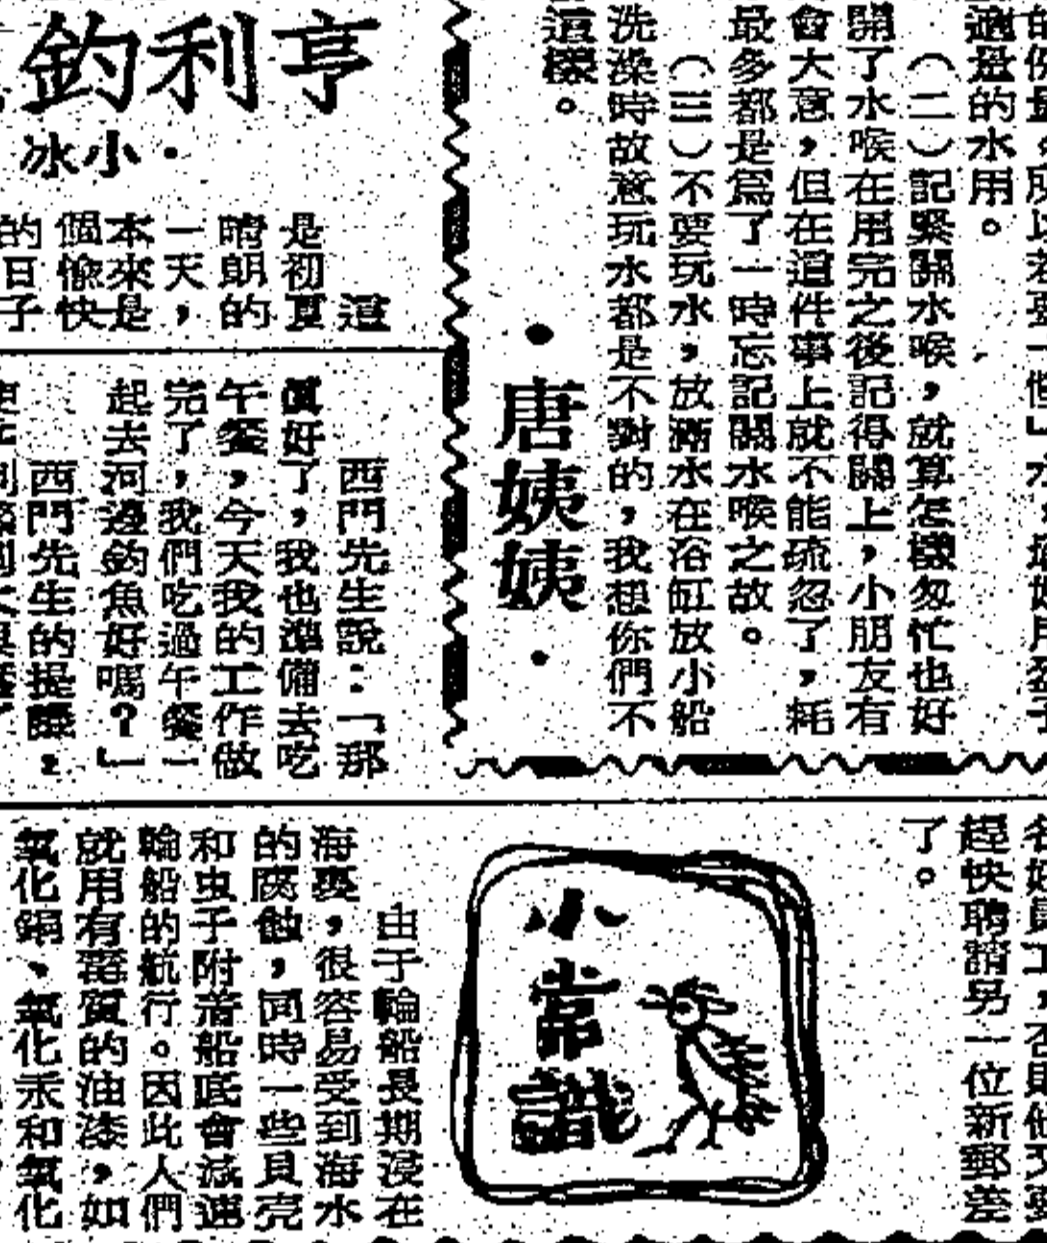 適量的水用。
（二）記緊關水喉，就算怎樣匆忙也好
開了水喉在用完之後記得關上，小朋友有
會大意，但在這件事上就不能疏忽了，耗
最多都是為了一時忘記關水喉之故。
（三）不要玩水，放滿水在浴缸放小船
洗澡時故意玩水都是不對的，我想你們不
這樣。
•唐姨姨•
亨利釣
•小冰
這
是初夏
晴朗的
一天，
本來是
個愉快
的日子
西門先生說：「那
真好了，我也準備去吃
午餐，今天我的工作做
完了，我們吃過午餐一
起去河邊釣魚好嗎？」
西門先生的提議，
趕快聘請另一位新郵差
了。
小常識
由于輪船長期浸在
海裏，很容易受到海水
的腐蝕，同時一些貝壳
和虫子附着船底會減速
輪船的航行。因此人們
就用有毒質的油漆，如
氧化銅、氧化汞和氧化